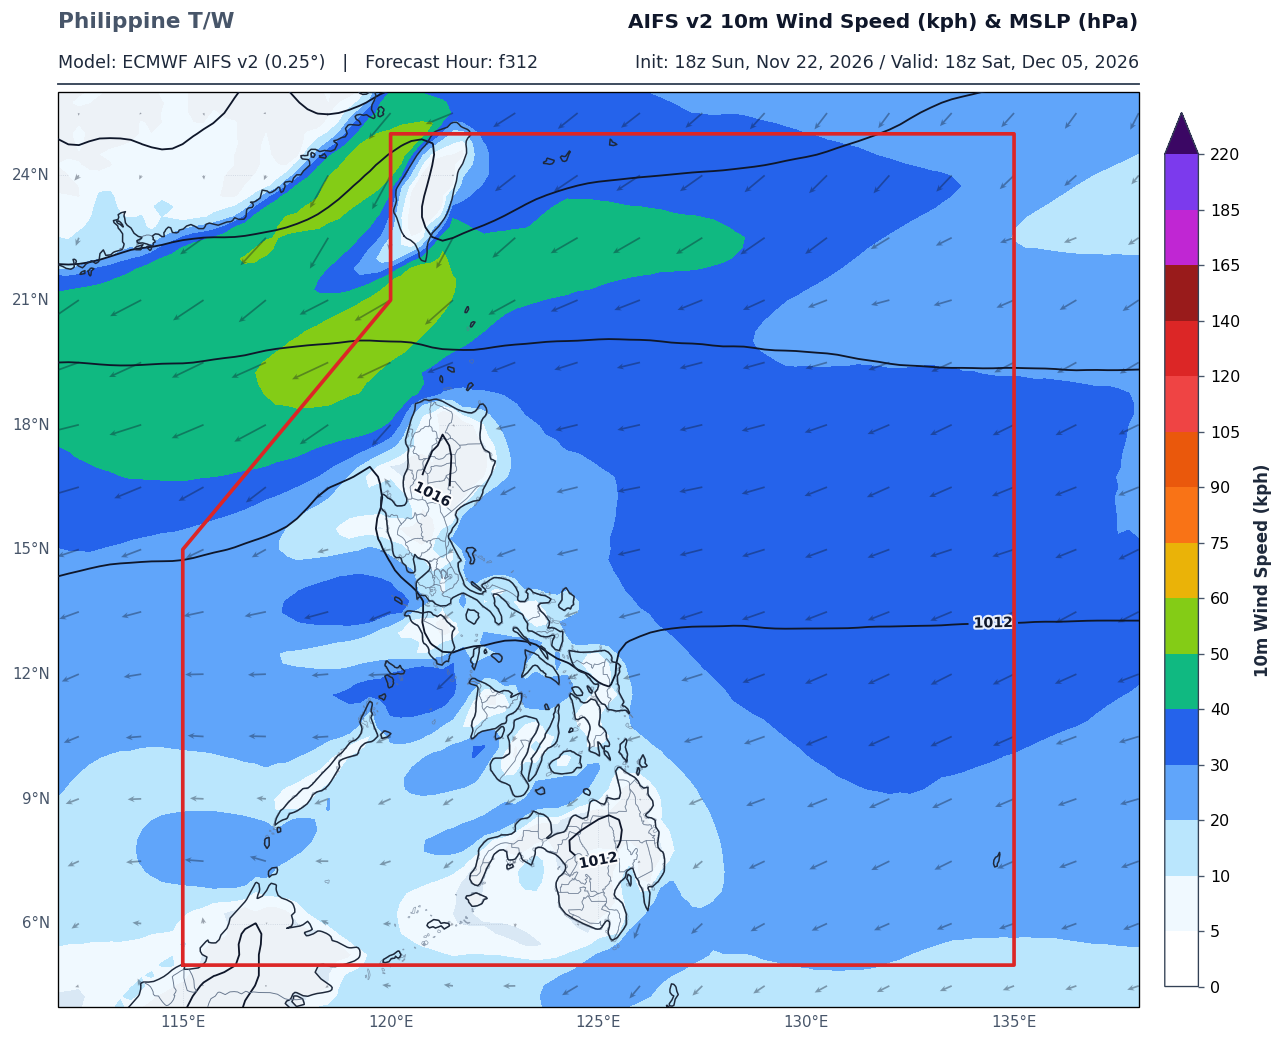 Philippine T/W
AIFS v2 10m Wind Speed (kph) & MSLP (hPa)
Model: ECMWF AIFS v2 (0.25°) | Forecast Hour: f312
Init: 18z Sun, Nov 22, 2026 / Valid: 18z Sat, Dec 05, 2026
24°N
21°N
18°N
15°N
12°N
9°N
6°N
1016
1012
1012
115°E
120°E
125°E
130°E
135°E
220
185
165
140
120
105
90
75
60
50
40
30
20
10
5
0
10m Wind Speed (kph)